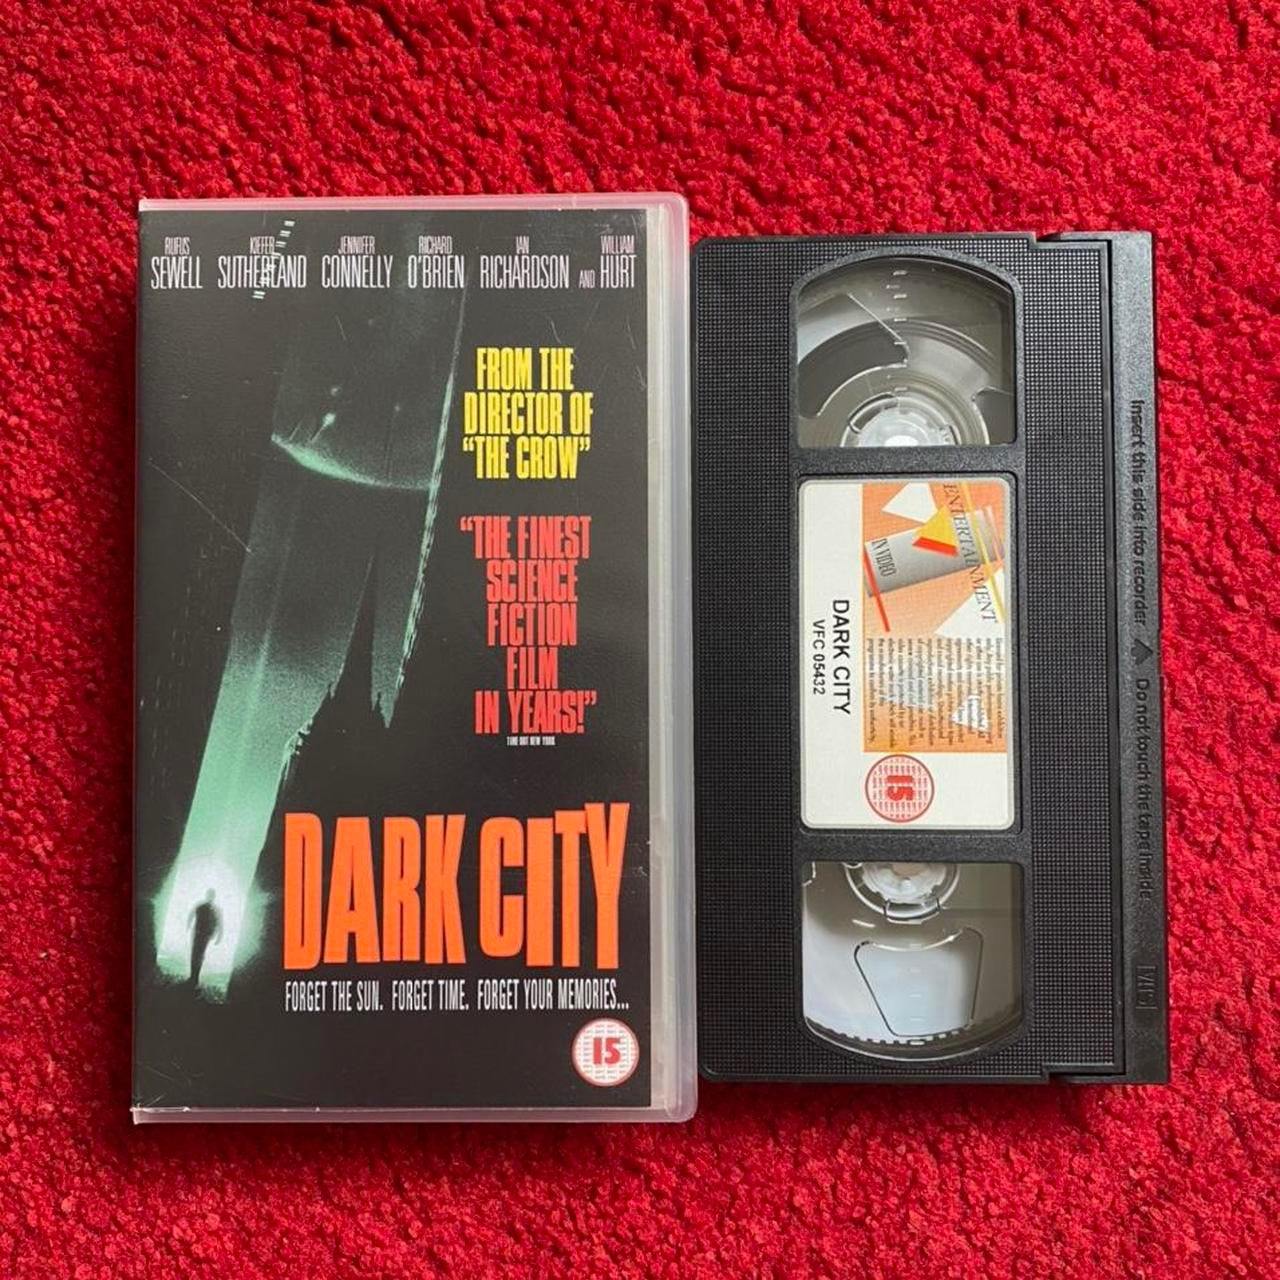 RUFUS SEWELL KIEFER SUTHERLAND JENNIFER CONNELLY RICHARD O'BRIEN IAN RICHARDSON AND WILLIAM HURT
FROM THE
DIRECTOR OF
"THE CROW"
"THE FINEST
SCIENCE
FICTION
FILM
IN YEARS!"
TIME OUT NEW YORK
DARK CITY
FORGET THE SUN. FORGET TIME. FORGET YOUR MEMORIES...
15
ENTERTAINMENT
IN VIDEO
DARK CITY
VFC 05432
15
Insert this side into recorder
Do not touch the tape inside
VHS